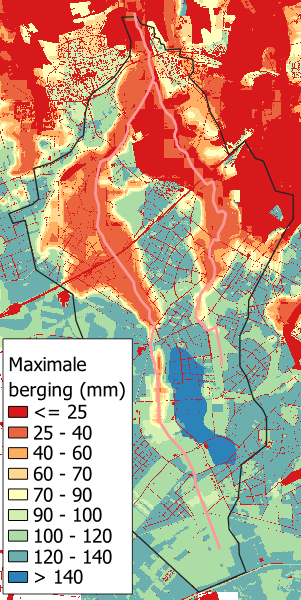 Maximale
berging (mm)
<= 25
25 - 40
40 - 60
60 - 70
70 - 90
90 - 100
100 - 120
120 - 140
> 140